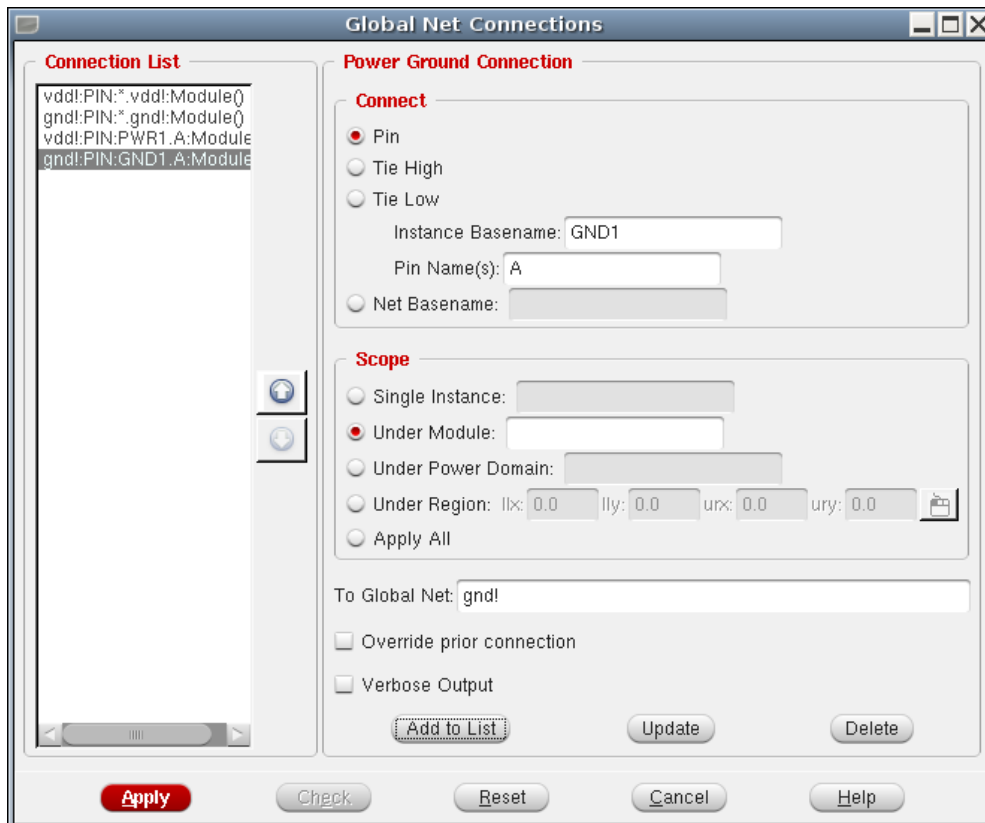 Global Net Connections
Connection List
vdd!:PIN:*.vdd!:Module()
gnd!:PIN:*.gnd!:Module()
vdd!:PIN:PWR1.A:Module
gnd!:PIN:GND1.A:Module
Power Ground Connection
Connect
Pin
Tie High
Tie Low
Instance Basename: GND1
Pin Name(s): A
Net Basename:
Scope
Single Instance:
Under Module:
Under Power Domain:
Under Region: llx: 0.0 lly: 0.0 urx: 0.0 ury: 0.0
Apply All
To Global Net: gnd!
Override prior connection
Verbose Output
Add to List Update Delete
Apply Check Reset Cancel Help